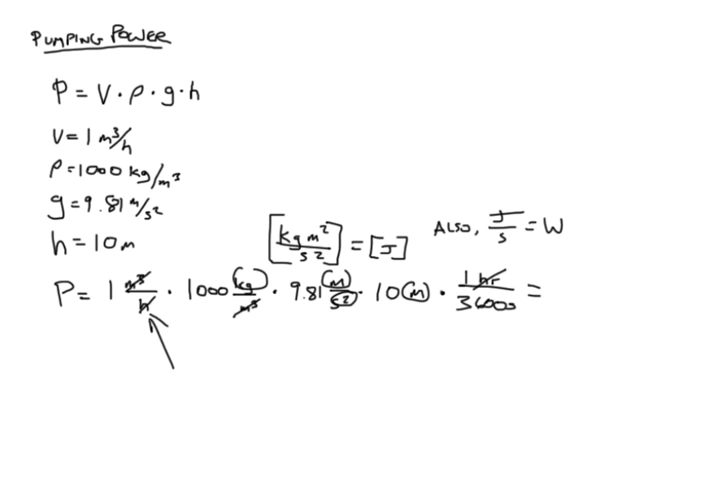 PUMPING POWER
P = V · ρ · g · h
V = 1 m³/h
ρ = 1000 kg/m³
g = 9.81 m/s²
h = 10 m
[kg m²/s²] = [J] ALSO, J/s = W
P = 1 m³/h · 1000 kg/m³ · 9.81 m/s² · 10 m · 1 hr/3600s =